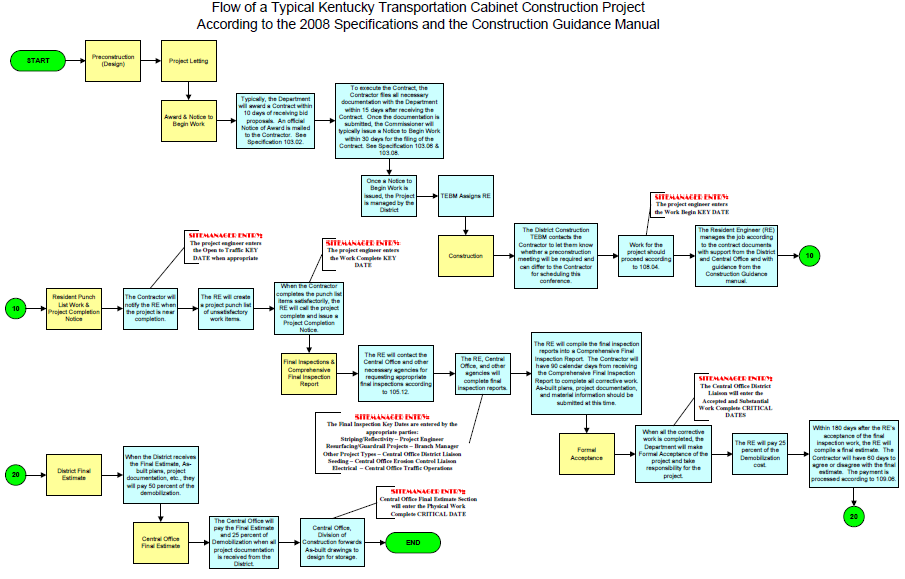 Flow of a Typical Kentucky Transportation Cabinet Construction Project
According to the 2008 Specifications and the Construction Guidance Manual
START
Preconstruction
(Design)
Project Letting
Award & Notice to
Begin Work
Typically, the Department
will award a Contract within
10 days of receiving bid
proposals. An official
Notice of Award is mailed
to the Contractor. See
Specification 103.02.
To execute the Contract, the
Contractor files all necessary
documentation with the Department
within 15 days after receiving the
Contract. Once the documentation is
submitted, the Commissioner will
typically issue a Notice to Begin Work
within 30 days for the filing of the
Contract. See Specification 103.06 &
103.08.
Once a Notice to
Begin Work is
issued, the Project
is managed by the
District
TEBM Assigns RE
Construction
The District Construction
TEBM contacts the
Contractor to let them know
whether a preconstruction
meeting will be required and
can differ to the Contractor
for scheduling this
conference.
SITEMANAGER ENTRY:
The project engineer enters
the Work Begin KEY DATE
Work for the
project should
proceed according
to 108.04.
The Resident Engineer (RE)
manages the job according
to the contract documents
with support from the District
and Central Office and with
guidance from the
Construction Guidance
manual.
10
10
Resident Punch
List Work &
Project Completion
Notice
SITEMANAGER ENTRY:
The project engineer enters
the Open to Traffic KEY
DATE when appropriate
The Contractor will
notify the RE when
the project is near
completion.
The RE will create
a project punch list
of unsatisfactory
work items.
SITEMANAGER ENTRY:
The project engineer enters
the Work Complete KEY
DATE
When the Contractor
completes the punch list
items satisfactorily, the
RE will call the project
complete and issue a
Project Completion
Notice.
Final Inspections &
Comprehensive
Final Inspection
Report
The RE will contact the
Central Office and other
necessary agencies for
requesting appropriate
final inspections according
to 105.12.
The RE, Central
Office, and other
agencies will
complete final
inspection reports.
SITEMANAGER ENTRY:
The Final Inspection Key Dates are entered by the
appropriate parties:
Striping/Reflectivity – Project Engineer
Resurfacing/Guardrail Projects – Branch Manager
Other Project Types – Central Office District Liaison
Seeding – Central Office Erosion Control Liaison
Electrical – Central Office Traffic Operations
The RE will compile the final inspection
reports into a Comprehensive Final
Inspection Report. The Contractor will
have 90 calendar days from receiving
the Comprehensive Final Inspection
Report to complete all corrective work.
As-built plans, project documentation,
and material information should be
submitted at this time.
Formal
Acceptance
SITEMANAGER ENTRY:
The Central Office District
Liaison will enter the
Accepted and Substantial
Work Complete CRITICAL
DATES
When all the corrective
work is completed, the
Department will make
Formal Acceptance of the
project and take
responsibility for the
project.
The RE will pay 25
percent of the
Demobilization
cost.
Within 180 days after the RE's
acceptance of the final
inspection work, the RE will
compile a final estimate. The
Contractor will have 60 days to
agree or disagree with the final
estimate. The payment is
processed according to 109.06.
20
20
District Final
Estimate
When the District receives
the Final Estimate, As-
built plans, project
documentation, etc., they
will pay 50 percent of the
demobilization.
Central Office
Final Estimate
The Central Office will
pay the Final Estimate
and 25 percent of
Demobilization when all
project documentation
is received from the
District.
SITEMANAGER ENTRY:
Central Office Final Estimate Section
will enter the Physical Work
Complete CRITICAL DATE
Central Office,
Division of
Construction forwards
As-built drawings to
design for storage.
END